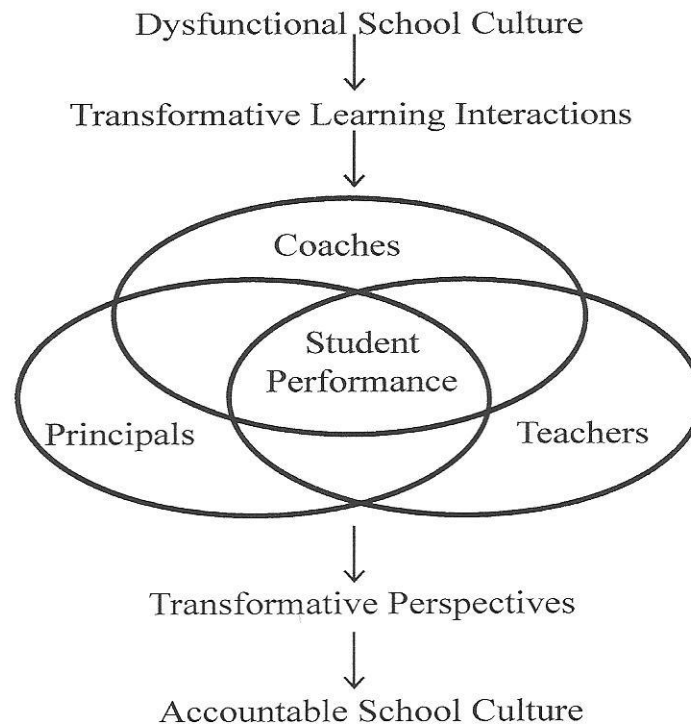 Dysfunctional School Culture
Transformative Learning Interactions
Coaches
Student
Performance
Principals
Teachers
Transformative Perspectives
Accountable School Culture